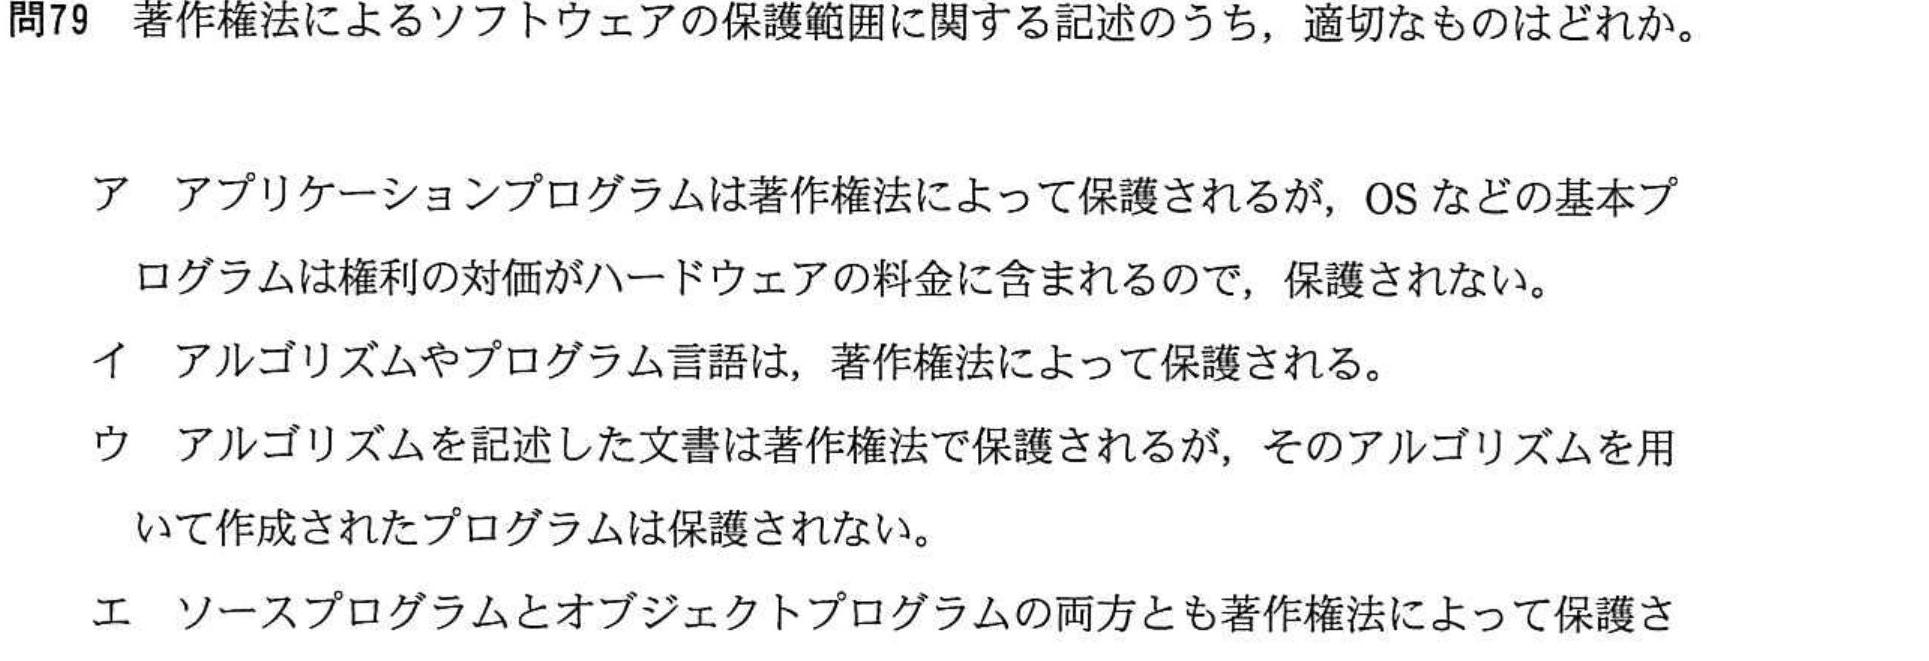 問79 著作権法によるソフトウェアの保護範囲に関する記述のうち，適切なものはどれか。
ア アプリケーションプログラムは著作権法によって保護されるが，OS などの基本プ
ログラムは権利の対価がハードウェアの料金に含まれるので，保護されない。
イ アルゴリズムやプログラム言語は，著作権法によって保護される。
ウ アルゴリズムを記述した文書は著作権法で保護されるが，そのアルゴリズムを用
いて作成されたプログラムは保護されない。
エ ソースプログラムとオブジェクトプログラムの両方とも著作権法によって保護さ